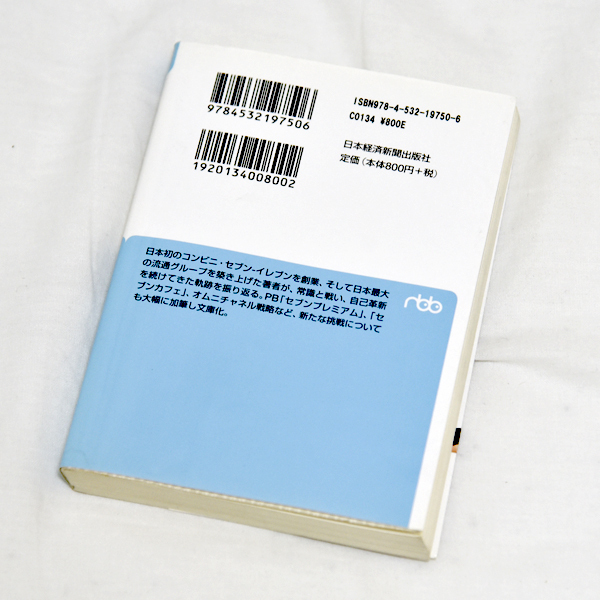 9784532197506
ISBN978-4-532-19750-6
C0134 ¥800E
1920134008002
日本経済新聞出版社
定価(本体800円+税)
日本初のコンビニ・セブン-イレブンを創業、そして日本最大
の流通グループを築き上げた著者が、常識と戦い、自己革新
を続けてきた軌跡を振り返る。PB「セブンプレミアム」、「セ
ブンカフェ」、オムニチャネル戦略など、新たな挑戦について
も大幅に加筆し文庫化。
nbb